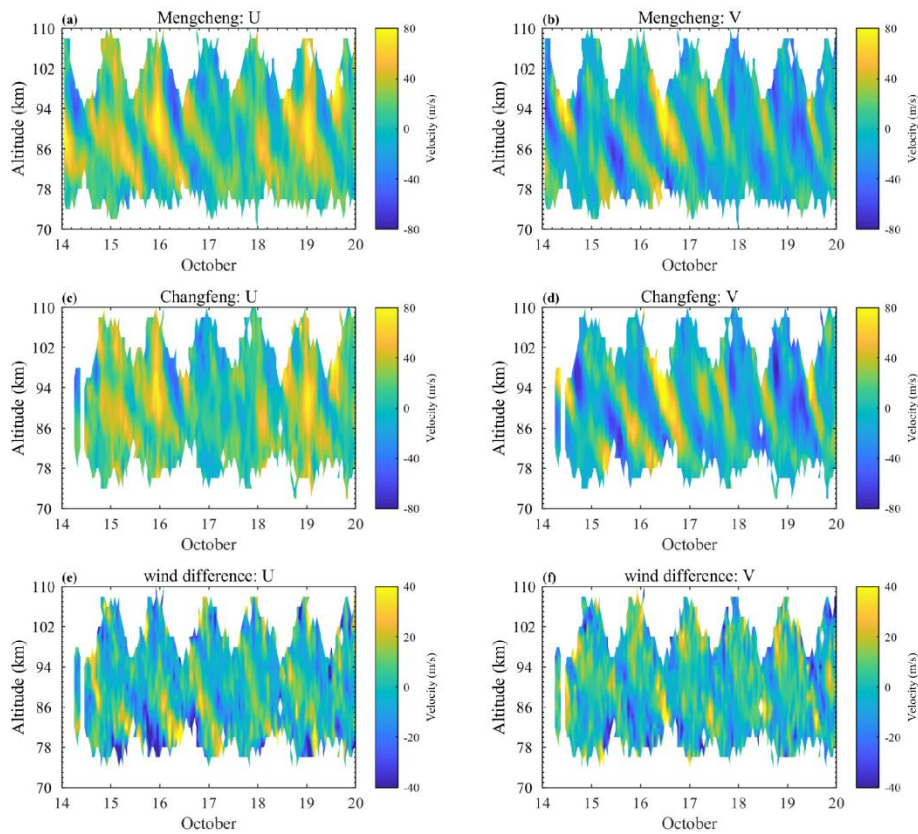 (a) Mengcheng: U
110
102
94
86
78
70
Altitude (km)
14 15 16 17 18 19 20
October
80
40
0
-40
-80
Velocity (m/s)
(b) Mengcheng: V
110
102
94
86
78
70
Altitude (km)
14 15 16 17 18 19 20
October
80
40
0
-40
-80
Velocity (m/s)
(c) Changfeng: U
110
102
94
86
78
70
Altitude (km)
14 15 16 17 18 19 20
October
80
40
0
-40
-80
Velocity (m/s)
(d) Changfeng: V
110
102
94
86
78
70
Altitude (km)
14 15 16 17 18 19 20
October
80
40
0
-40
-80
Velocity (m/s)
(e) wind difference: U
110
102
94
86
78
70
Altitude (km)
14 15 16 17 18 19 20
October
40
20
0
-20
-40
Velocity (m/s)
(f) wind difference: V
110
102
94
86
78
70
Altitude (km)
14 15 16 17 18 19 20
October
40
20
0
-20
-40
Velocity (m/s)